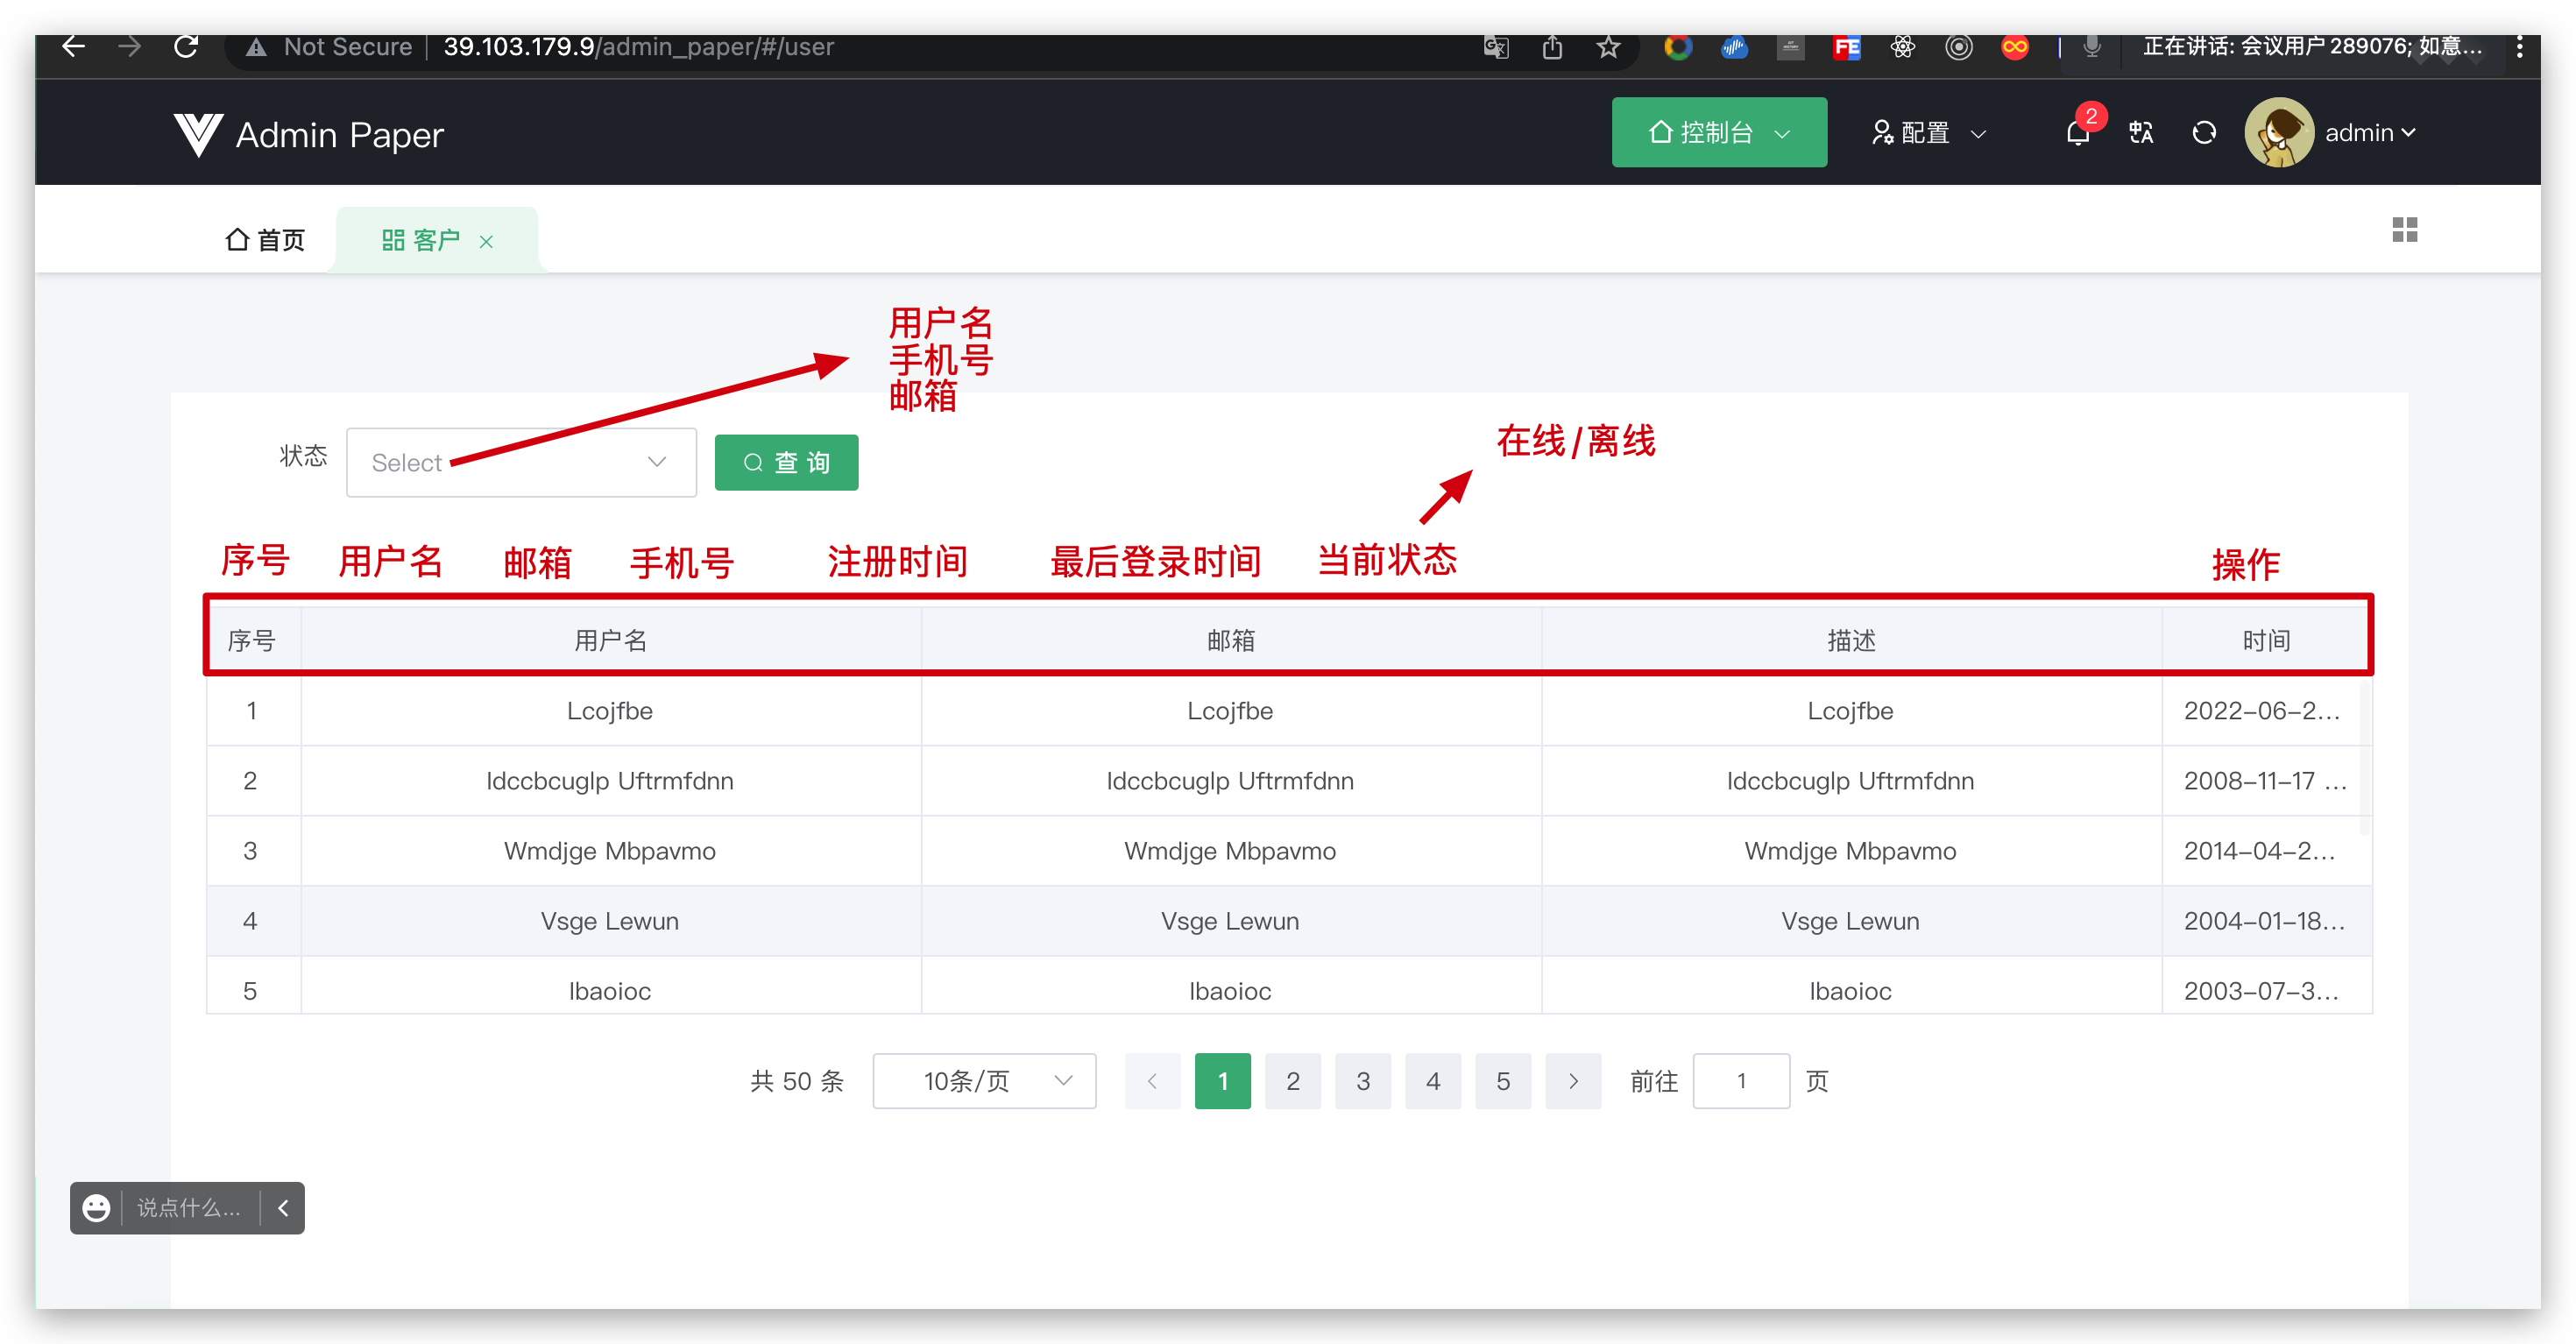 Not Secure | 39.103.179.9/admin_paper/#/user
FE
正在讲话: 会议用户289076; 如意...
Admin Paper
控制台
配置
2
admin
首页
客户
用户名
手机号
邮箱
在线/离线
状态
Select
查 询
序号 用户名 邮箱 手机号 注册时间 最后登录时间 当前状态 操作
序号 用户名 邮箱 描述 时间
1 Lcojfbe Lcojfbe Lcojfbe 2022-06-2...
2 Idccbcuglp Uftrmfdnn Idccbcuglp Uftrmfdnn Idccbcuglp Uftrmfdnn 2008-11-17 ...
3 Wmdjge Mbpavmo Wmdjge Mbpavmo Wmdjge Mbpavmo 2014-04-2...
4 Vsge Lewun Vsge Lewun Vsge Lewun 2004-01-18...
5 Ibaoioc Ibaoioc Ibaoioc 2003-07-3...
共 50 条 10条/页 1 2 3 4 5 前往 1 页
说点什么...